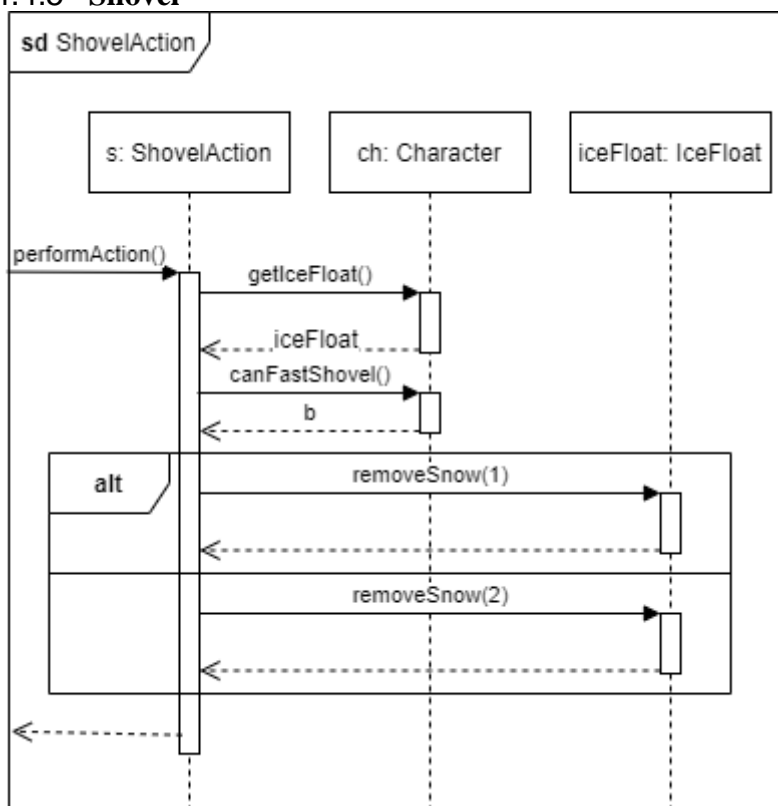 Shovel
sd ShovelAction
s: ShovelAction
ch: Character
iceFloat: IceFloat
performAction()
getIceFloat()
iceFloat
canFastShovel()
b
alt
removeSnow(1)
removeSnow(2)